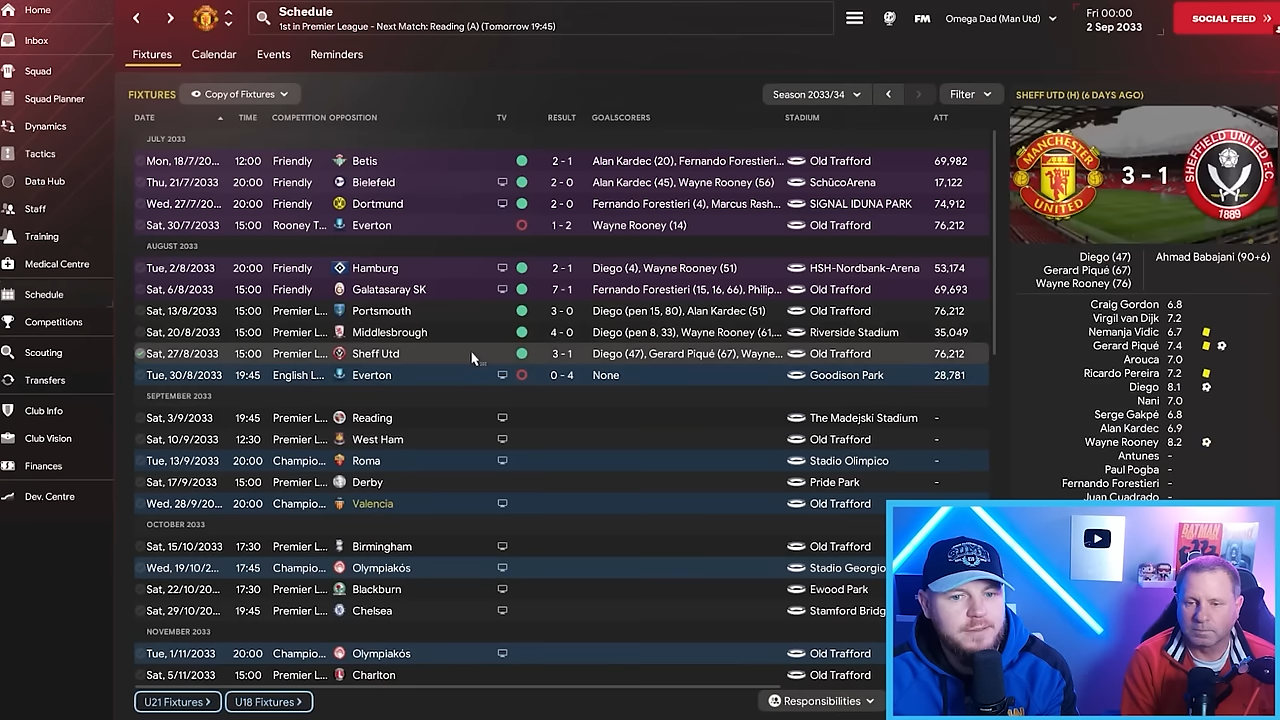 Home
Inbox
Squad
Squad Planner
Dynamics
Tactics
Data Hub
Staff
Training
Medical Centre
Schedule
Competitions
Scouting
Transfers
Club Info
Club Vision
Finances
Dev. Centre
Schedule
1st in Premier League - Next Match: Reading (A) (Tomorrow 19:45)
FM
Omega Dad (Man Utd)
Fri 00:00
2 Sep 2033
SOCIAL FEED
Fixtures Calendar Events Reminders
FIXTURES Copy of Fixtures Season 2033/34 Filter
DATE TIME COMPETITION OPPOSITION TV RESULT GOALSCORERS STADIUM ATT
JULY 2033
Mon, 18/7/20... 12:00 Friendly Betis 2 - 1 Alan Kardec (20), Fernando Forestieri... Old Trafford 69,982
Thu, 21/7/2033 20:00 Friendly Bielefeld 2 - 0 Alan Kardec (45), Wayne Rooney (56) SchücoArena 17,122
Wed, 27/7/20... 20:00 Friendly Dortmund 2 - 0 Fernando Forestieri (4), Marcus Rash... SIGNAL IDUNA PARK 74,912
Sat, 30/7/2033 15:00 Rooney T... Everton 1 - 2 Wayne Rooney (14) Old Trafford 76,212
AUGUST 2033
Tue, 2/8/2033 20:00 Friendly Hamburg 2 - 1 Diego (4), Wayne Rooney (51) HSH-Nordbank-Arena 53,174
Sat, 6/8/2033 15:00 Friendly Galatasaray SK 7 - 1 Fernando Forestieri (15, 16, 66), Philip... Old Trafford 69,693
Sat, 13/8/2033 15:00 Premier L... Portsmouth 3 - 0 Diego (pen 15, 80), Alan Kardec (51) Old Trafford 76,212
Sat, 20/8/2033 15:00 Premier L... Middlesbrough 4 - 0 Diego (pen 8, 33), Wayne Rooney (61,... Riverside Stadium 35,049
Sat, 27/8/2033 15:00 Premier L... Sheff Utd 3 - 1 Diego (47), Gerard Piqué (67), Wayne... Old Trafford 76,212
Tue, 30/8/2033 19:45 English L... Everton 0 - 4 None Goodison Park 28,781
SEPTEMBER 2033
Sat, 3/9/2033 19:45 Premier L... Reading The Madejski Stadium -
Sat, 10/9/2033 12:30 Premier L... West Ham Old Trafford -
Tue, 13/9/2033 20:00 Champio... Roma Stadio Olimpico -
Sat, 17/9/2033 15:00 Premier L... Derby Pride Park -
Wed, 28/9/20... 20:00 Champio... Valencia Old Trafford
OCTOBER 2033
Sat, 15/10/2033 17:30 Premier L... Birmingham Old Trafford
Wed, 19/10/2... 17:45 Champio... Olympiakós Stadio Georgio
Sat, 22/10/20... 17:30 Premier L... Blackburn Ewood Park
Sat, 29/10/20... 19:45 Premier L... Chelsea Stamford Bridg
NOVEMBER 2033
Tue, 1/11/2033 20:00 Champio... Olympiakós Old Trafford
Sat, 5/11/2033 15:00 Premier L... Charlton Old Trafford
U21 Fixtures U18 Fixtures Responsibilities
SHEFF UTD (H) (6 DAYS AGO)
MANCHESTER UNITED
3 - 1
SHEFFIELD UNITED F.C.
1889
Diego (47) Ahmad Babajani (90+6)
Gerard Piqué (67)
Wayne Rooney (76)
Craig Gordon 6.8
Virgil van Dijk 7.2
Nemanja Vidic 6.7
Gerard Piqué 7.4
Arouca 7.0
Ricardo Pereira 7.2
Diego 8.1
Nani 7.0
Serge Gakpé 6.8
Alan Kardec 6.9
Wayne Rooney 8.2
Antunes -
Paul Pogba -
Fernando Forestieri -
Juan Cuadrado -
BATMAN